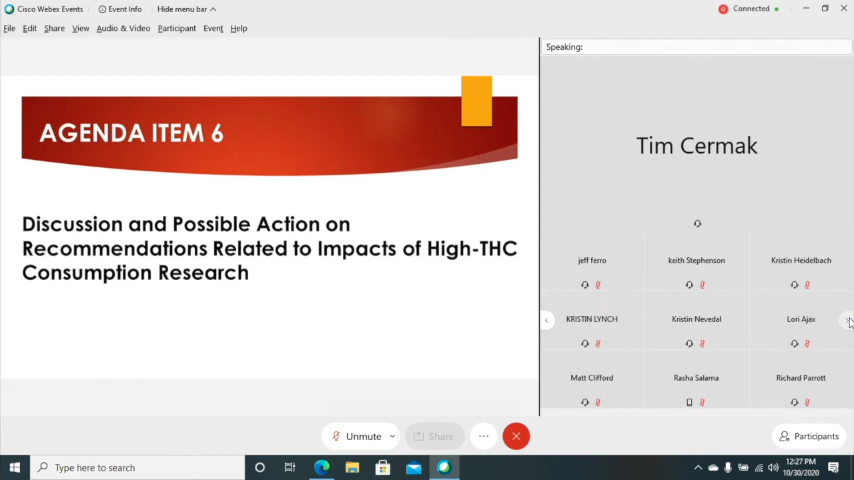 Cisco Webex Events
Event Info
Hide menu bar
Connected
File Edit Share View Audio & Video Participant Event Help
Speaking:
AGENDA ITEM 6
Discussion and Possible Action on
Recommendations Related to Impacts of High-THC
Consumption Research
Tim Cermak
jeff ferro
keith Stephenson
Kristin Heidelbach
KRISTIN LYNCH
Kristin Nevedal
Lori Ajax
Matt Clifford
Rasha Salama
Richard Parrott
Unmute
Share
Participants
Type here to search
12:27 PM
10/30/2020